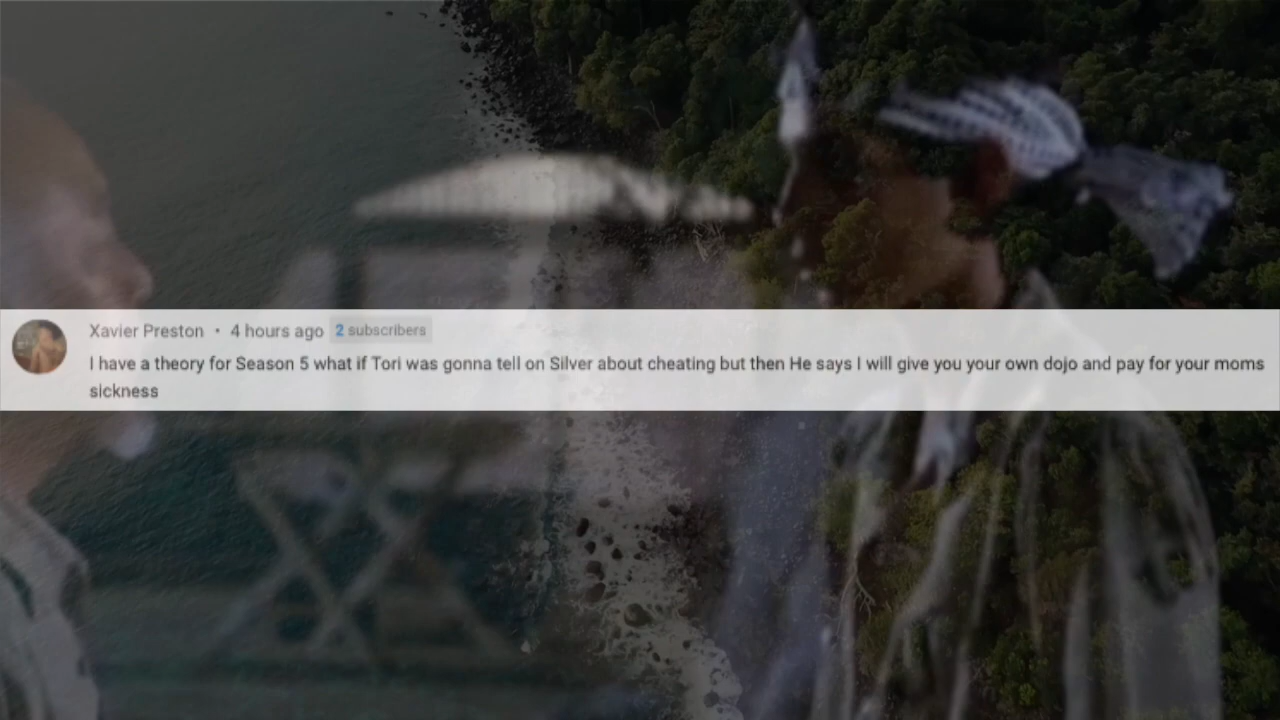 Xavier Preston • 4 hours ago 2 subscribers
I have a theory for Season 5 what if Tori was gonna tell on Silver about cheating but then He says I will give you your own dojo and pay for your moms
sickness